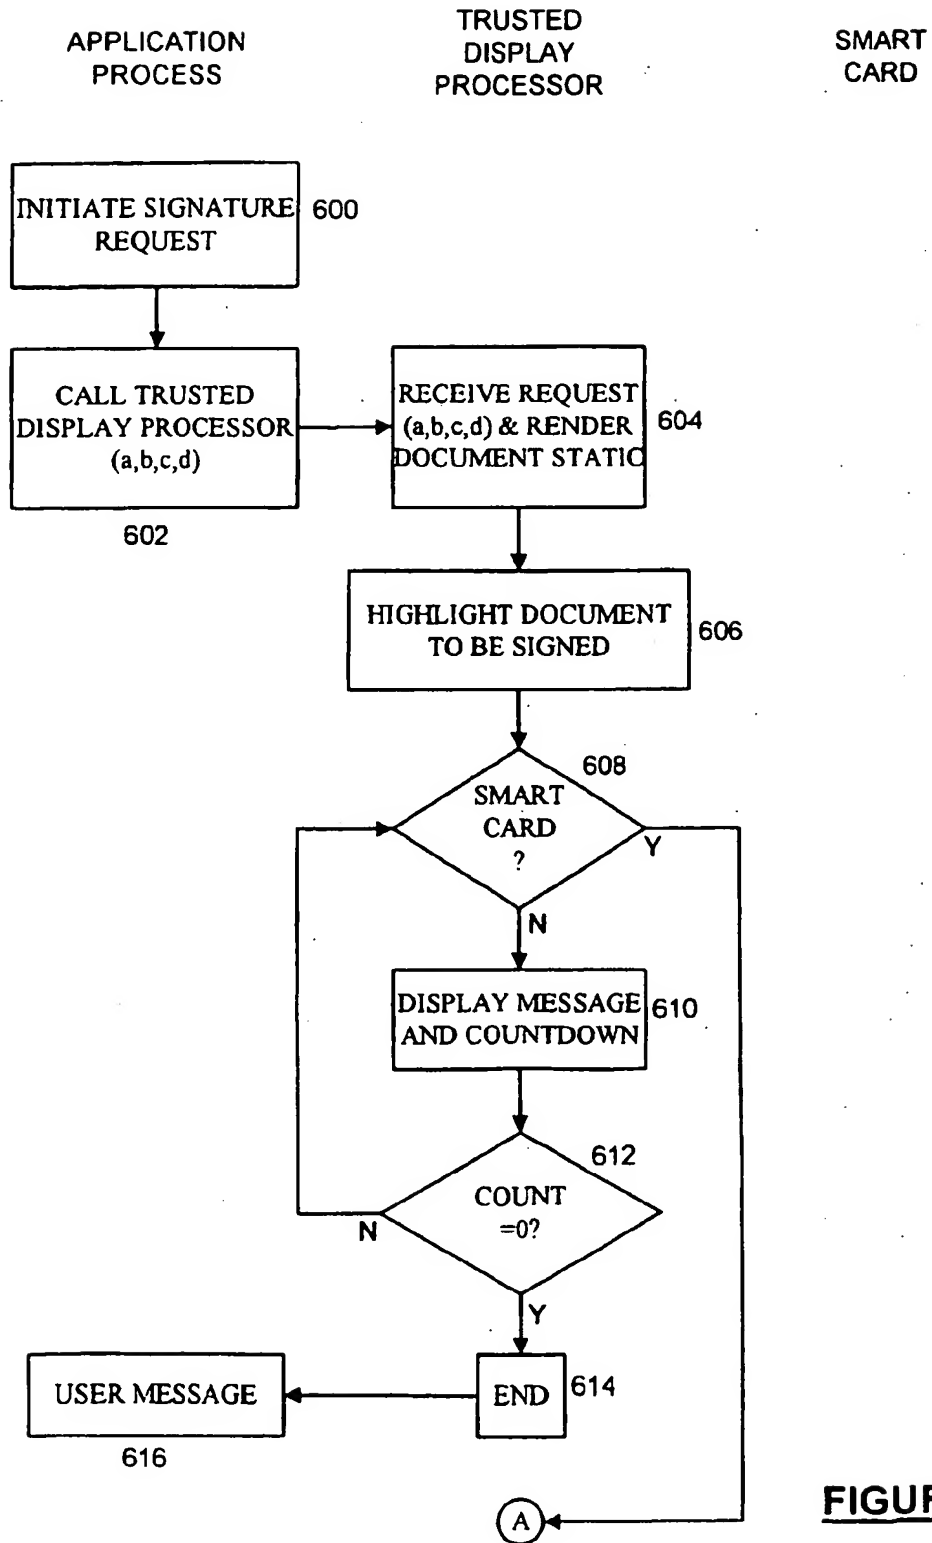 APPLICATION
PROCESS
TRUSTED
DISPLAY
PROCESSOR
SMART
CARD
INITIATE SIGNATURE
REQUEST
600
CALL TRUSTED
DISPLAY PROCESSOR
(a,b,c,d)
602
RECEIVE REQUEST
(a,b,c,d) & RENDER
DOCUMENT STATIC
604
HIGHLIGHT DOCUMENT
TO BE SIGNED
606
608
SMART
CARD
?
Y
N
DISPLAY MESSAGE
AND COUNTDOWN
610
612
COUNT
=0?
N
Y
USER MESSAGE
616
END
614
A